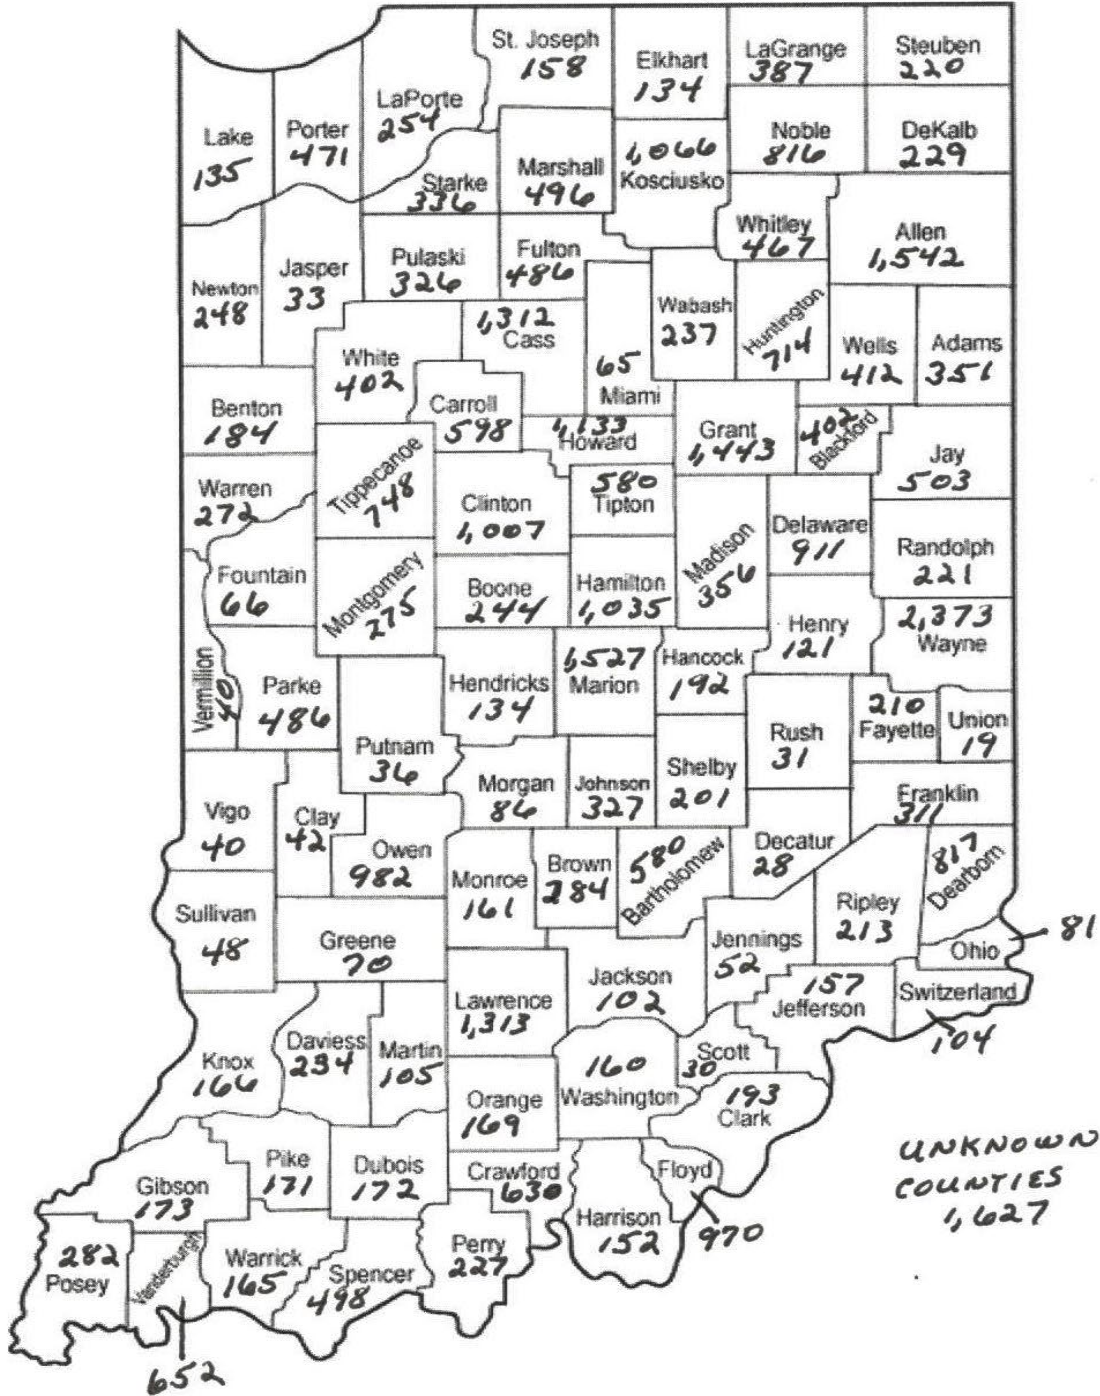 St. Joseph
158
Elkhart
134
LaGrange
387
Steuben
220
LaPorte
254
Lake
135
Porter
471
Noble
816
DeKalb
229
Starke
336
Marshall
496
1,066
Kosciusko
Whitley
467
Allen
1,542
Newton
248
Jasper
33
Pulaski
326
Fulton
486
1,312
Cass
65
Miami
Wabash
237
Huntington
714
Wells
412
Adams
351
White
402
Benton
184
Carroll
598
1,133
Howard
Grant
1,443
402
Blackford
Jay
503
Warren
272
Tippecanoe
748
Clinton
1,007
580
Tipton
Madison
356
Delaware
911
Randolph
221
Fountain
66
Montgomery
275
Boone
244
Hamilton
1,035
Henry
121
2,373
Wayne
Vermillion
40
Parke
486
Hendricks
134
1,527
Marion
Hancock
192
Putnam
36
Rush
31
210
Fayette
Union
19
Morgan
86
Johnson
327
Shelby
201
Vigo
40
Clay
42
Owen
982
Franklin
311
Monroe
161
Brown
284
580
Bartholomew
Decatur
28
817
Dearborn
Ripley
213
Sullivan
48
Greene
70
Jennings
52
Ohio
81
Jackson
102
157
Jefferson
Switzerland
104
Lawrence
1,313
Knox
166
Daviess
234
Martin
105
160
Washington
Scott
30
193
Clark
Orange
169
Gibson
173
Pike
171
Dubois
172
Crawford
630
Floyd
970
Harrison
152
UNKNOWN
COUNTIES
1,627
282
Posey
Vanderburgh
652
Warrick
165
Spencer
498
Perry
227